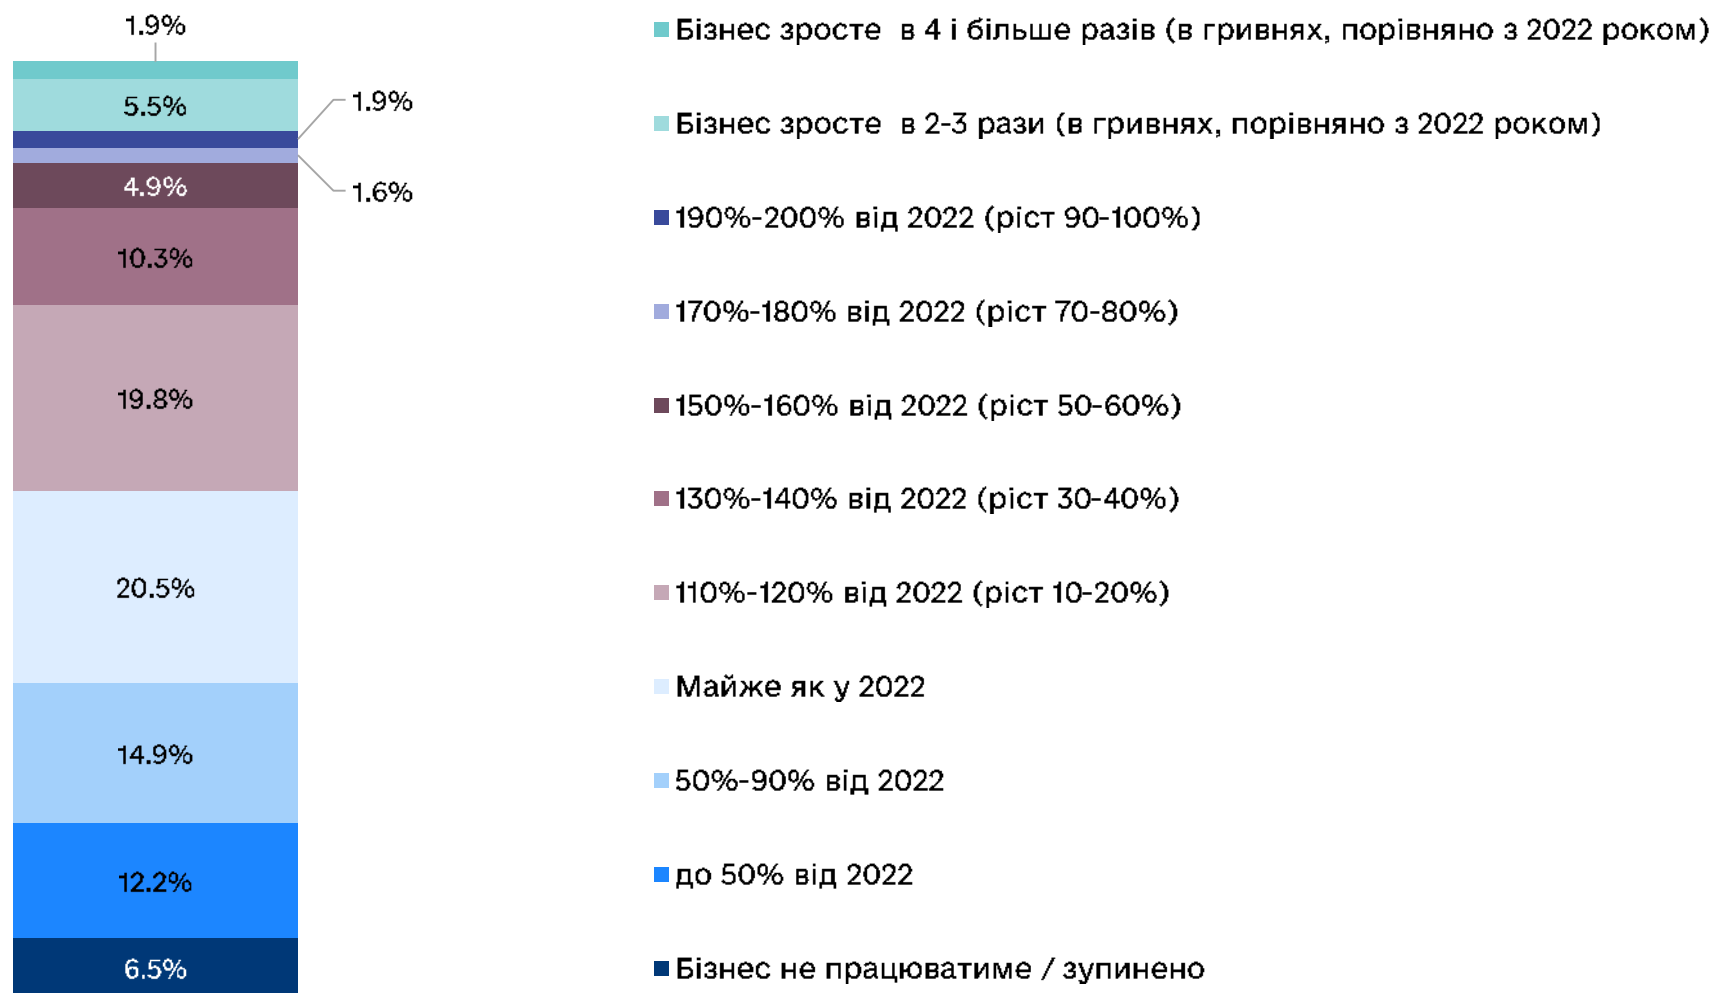 1.9%
5.5%
1.9%
1.6%
4.9%
10.3%
19.8%
20.5%
14.9%
12.2%
6.5%
Бізнес зросте в 4 і більше разів (в гривнях, порівняно з 2022 роком)
Бізнес зросте в 2-3 рази (в гривнях, порівняно з 2022 роком)
190%-200% від 2022 (ріст 90-100%)
170%-180% від 2022 (ріст 70-80%)
150%-160% від 2022 (ріст 50-60%)
130%-140% від 2022 (ріст 30-40%)
110%-120% від 2022 (ріст 10-20%)
Майже як у 2022
50%-90% від 2022
до 50% від 2022
Бізнес не працюватиме / зупинено